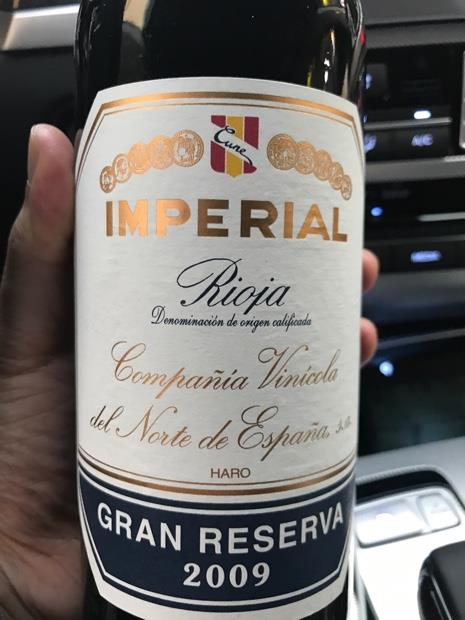 Cune
IMPERIAL
Rioja
Denominación de origen calificada
Compañía Vinícola
del Norte de España, s.a.
HARO
GRAN RESERVA
2009
A/C